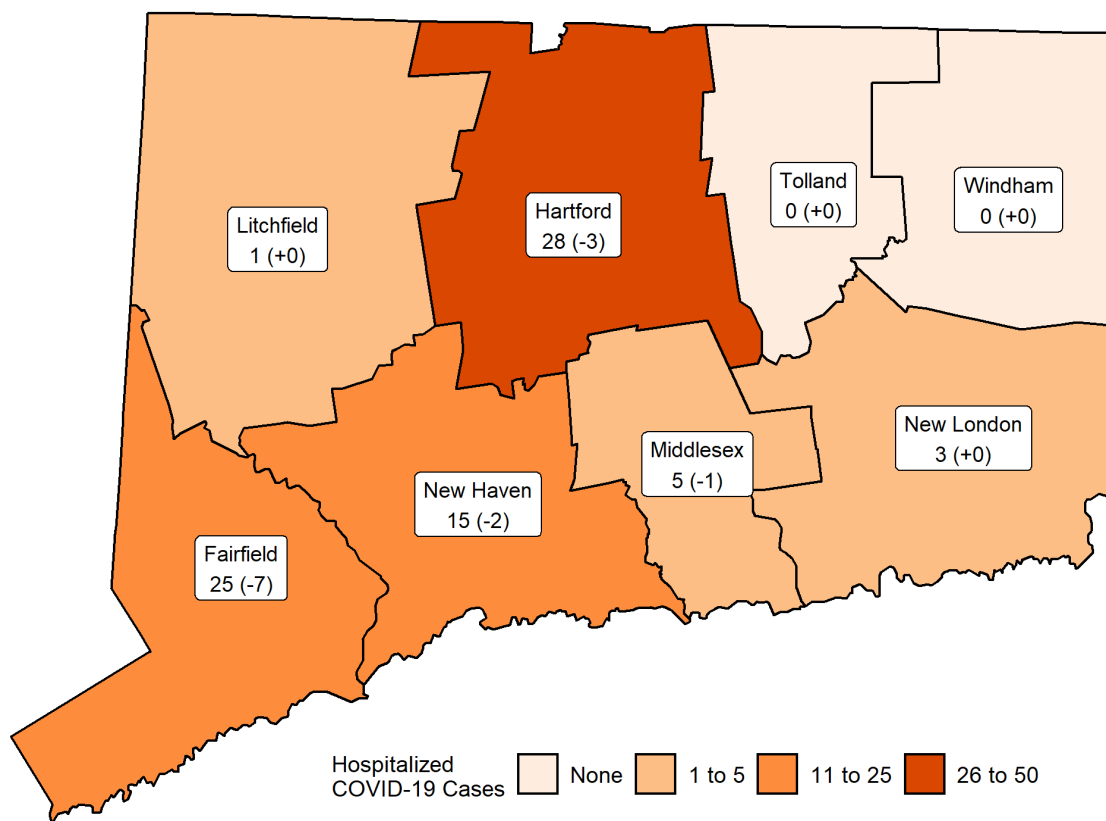 Tolland
0 (+0)
Windham
0 (+0)
Hartford
28 (-3)
Litchfield
1 (+0)
New London
3 (+0)
Middlesex
5 (-1)
New Haven
15 (-2)
Fairfield
25 (-7)
Hospitalized
COVID-19 Cases
None
1 to 5
11 to 25
26 to 50